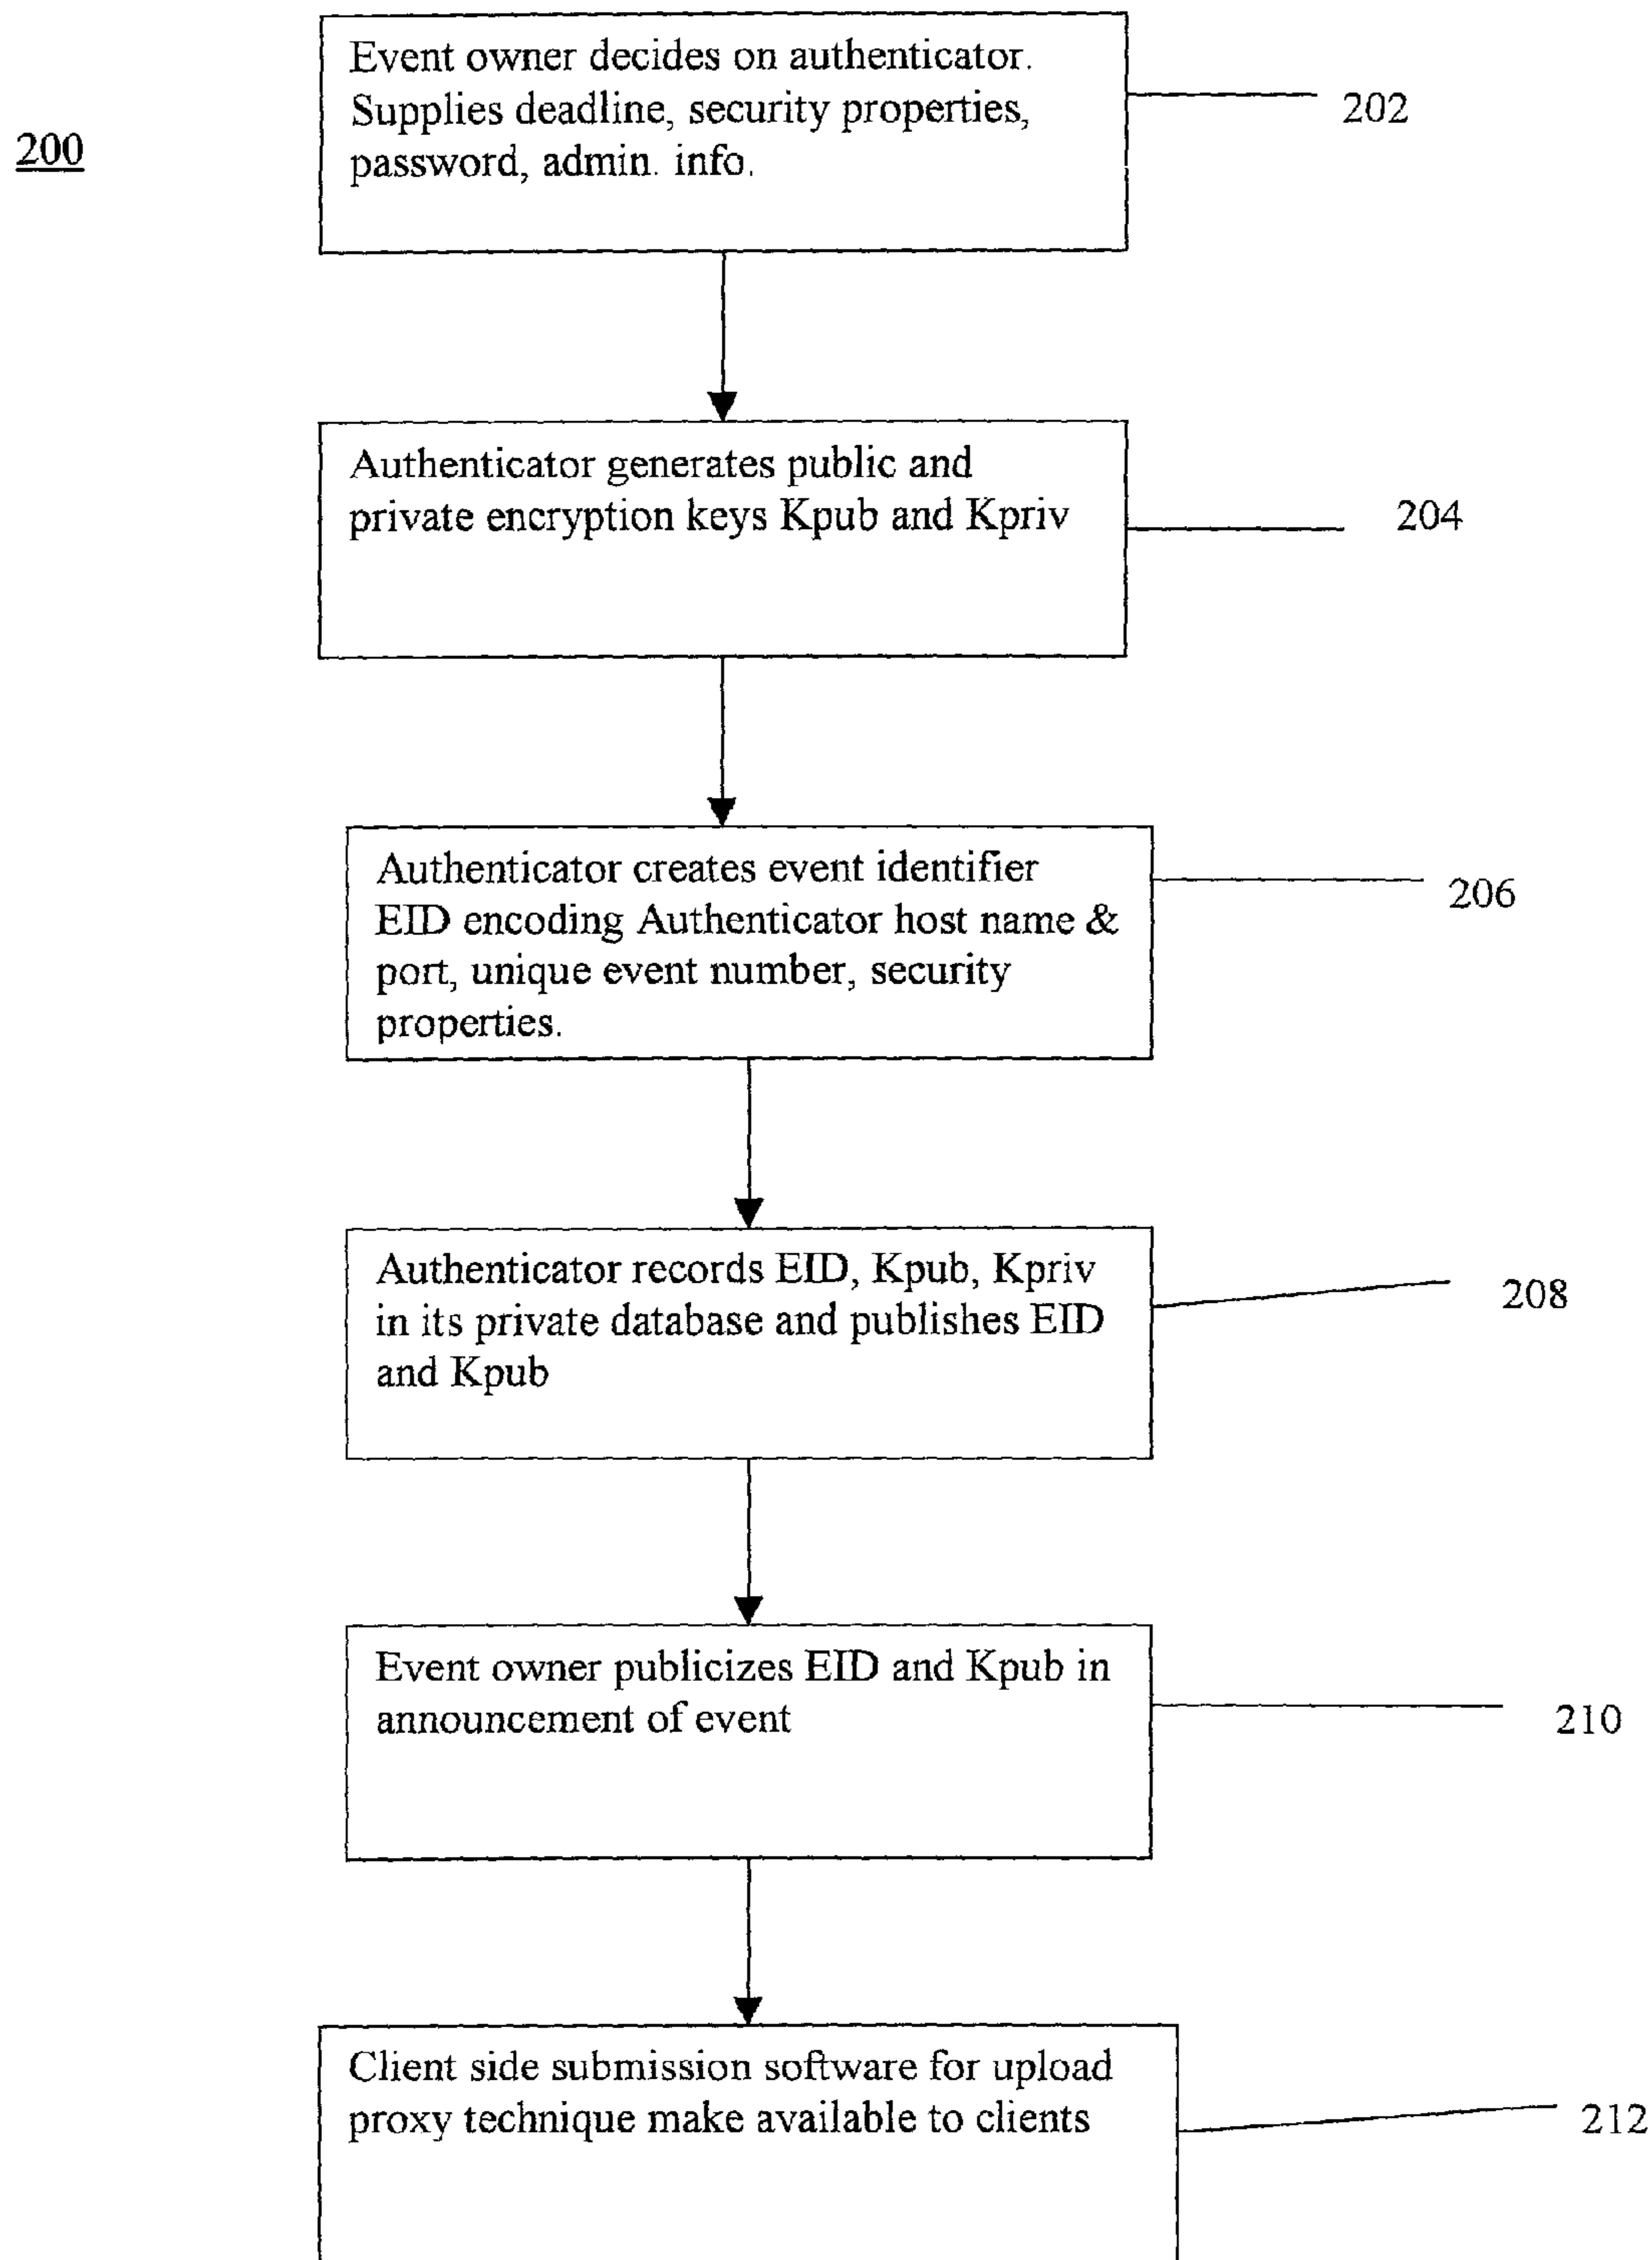 Event owner decides on authenticator.
Supplies deadline, security properties,
password, admin. info.
202
200
Authenticator generates public and
private encryption keys Kpub and Kpriv
204
Authenticator creates event identifier
EID encoding Authenticator host name &
port, unique event number, security
properties.
206
Authenticator records EID, Kpub, Kpriv
in its private database and publishes EID
and Kpub
208
Event owner publicizes EID and Kpub in
announcement of event
210
Client side submission software for upload
proxy technique make available to clients
212